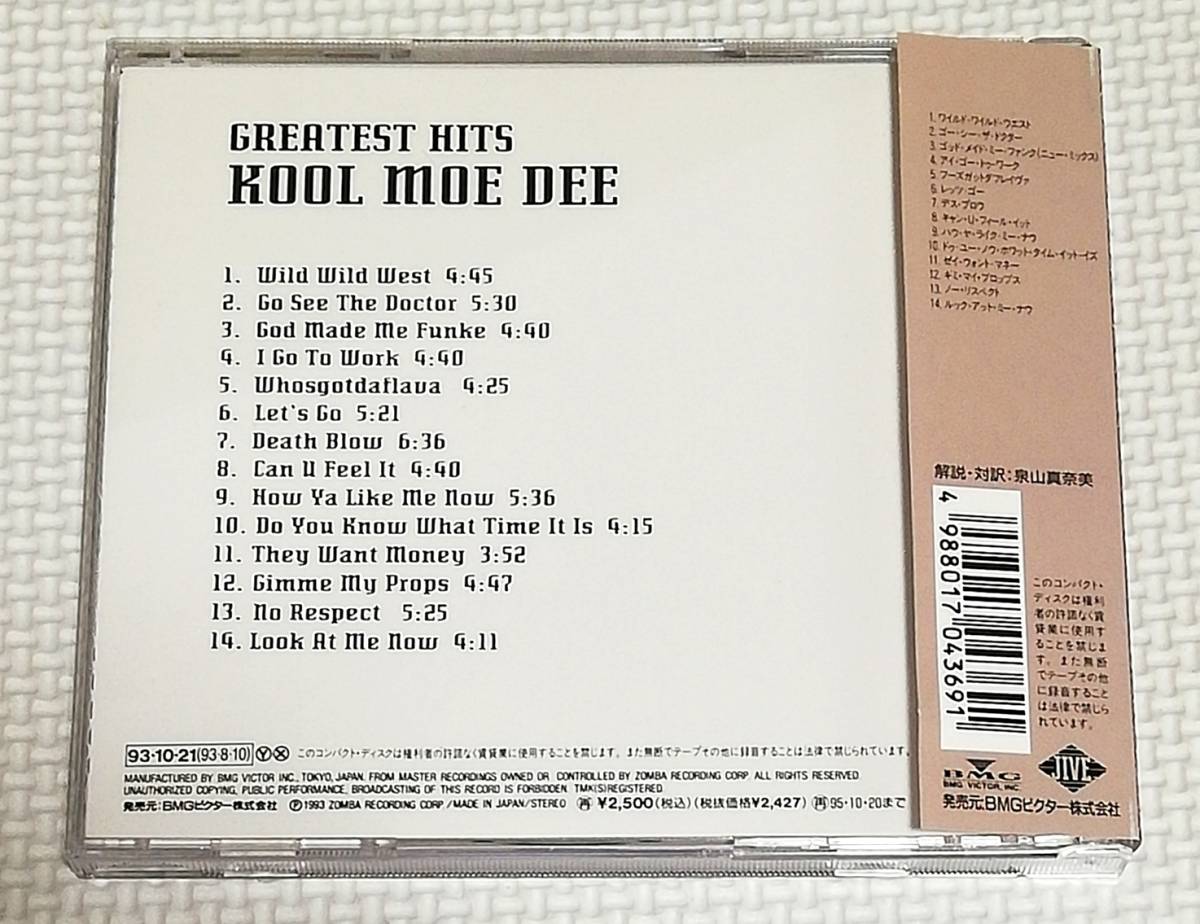 GREATEST HITS
KOOL MOE DEE
1. Wild Wild West 4:45
2. Go See The Doctor 5:30
3. God Made Me Funke 4:40
4. I Go To Work 4:40
5. Whosgotdaflava 4:25
6. Let's Go 5:21
7. Death Blow 6:36
8. Can U Feel It 4:40
9. How Ya Like Me Now 5:36
10. Do You Know What Time It Is 4:15
11. They Want Money 3:52
12. Gimme My Props 4:47
13. No Respect 5:25
14. Look At Me Now 4:11
93-10-21(93·8·10) Ⓨ Ⓧ このコンパクト・ディスクは権利者の許諾なく賃貸業に使用することを禁じます。また無断でテープその他に録音することは法律で禁じられています。
MANUFACTURED BY BMG VICTOR INC., TOKYO, JAPAN. FROM MASTER RECORDINGS OWNED OR CONTROLLED BY ZOMBA RECORDING CORP. ALL RIGHTS RESERVED.
UNAUTHORIZED COPYING, PUBLIC PERFORMANCE, BROADCASTING OF THIS RECORD IS FORBIDDEN. TMK(S)REGISTERED
発売元:BMGビクター株式会社 Ⓟ1993 ZOMBA RECORDING CORP./MADE IN JAPAN/STEREO 再¥2,500(税込)(税抜価格¥2,427) 再95·10·20まで
1. ワイルド・ワイルド・ウエスト
2. ゴー・シー・ザ・ドクター
3. ゴッド・メイド・ミー・ファンク(ニュー・ミックス)
4. アイ・ゴー・トゥ・ワーク
5. フーズガットダフレイヴァ
6. レッツ・ゴー
7. デス・ブロウ
8. キャン・U・フィール・イット
9. ハウ・ヤ・ライク・ミー・ナウ
10. ドゥ・ユー・ノウ・ホワット・タイム・イット・イズ
11. ゼイ・ウォント・マネー
12. ギミ・マイ・プロップス
13. ノー・リスペクト
14. ルック・アット・ミー・ナウ
解説・対訳:泉山真奈美
4 988017 043691
このコンパクト・
ディスクは権利
者の許諾なく賃
貸業に使用す
ることを禁じま
す。また無断
でテープその他
に録音すること
は法律で禁じら
れています。
BMG
BMG VICTOR, INC.
JIVE
発売元:BMGビクター株式会社